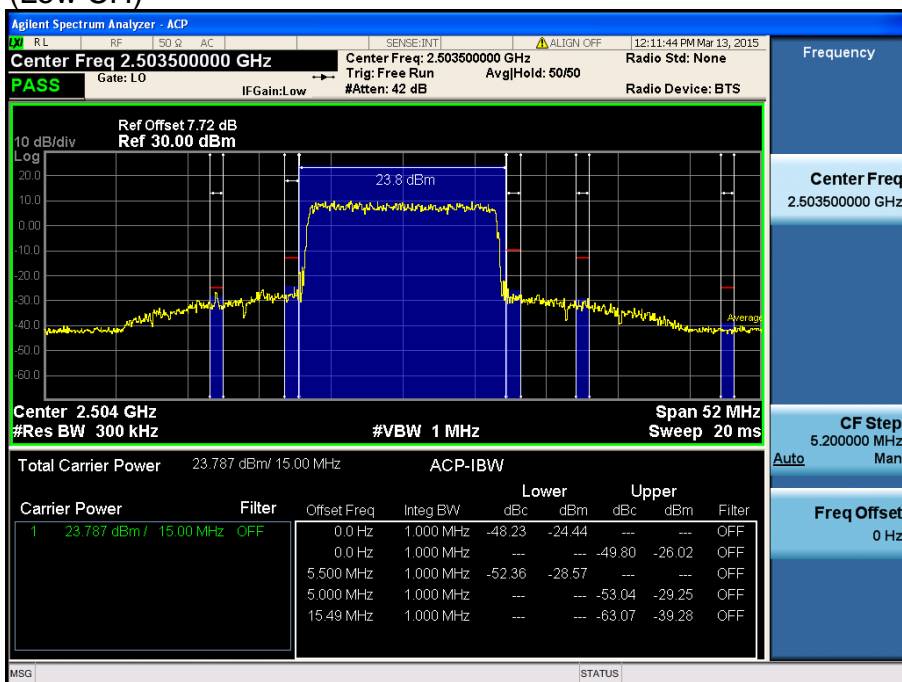 (Low CH)
Agilent Spectrum Analyzer - ACP
LXI RL RF 50 Ω AC SENSE:INT ALIGN OFF 12:11:44 PM Mar 13, 2015
Center Freq 2.503500000 GHz Center Freq: 2.503500000 GHz Radio Std: None
Gate: LO Trig: Free Run Avg|Hold: 50/50
PASS IFGain:Low #Atten: 42 dB Radio Device: BTS
Ref Offset 7.72 dB
10 dB/div Ref 30.00 dBm
Log
20.0
10.0
0.00
-10.0
-20.0
-30.0
-40.0
-50.0
-60.0
23.8 dBm
Average
Center 2.504 GHz Span 52 MHz
#Res BW 300 kHz #VBW 1 MHz Sweep 20 ms
Total Carrier Power 23.787 dBm/ 15.00 MHz ACP-IBW
Lower Upper
Carrier Power Filter Offset Freq Integ BW dBc dBm dBc dBm Filter
1 23.787 dBm / 15.00 MHz OFF 0.0 Hz 1.000 MHz -48.23 -24.44 --- --- OFF
0.0 Hz 1.000 MHz --- --- -49.80 -26.02 OFF
5.500 MHz 1.000 MHz -52.36 -28.57 --- --- OFF
5.000 MHz 1.000 MHz --- --- -53.04 -29.25 OFF
15.49 MHz 1.000 MHz --- --- -63.07 -39.28 OFF
MSG STATUS
Frequency
Center Freq
2.503500000 GHz
CF Step
5.200000 MHz
Auto Man
Freq Offset
0 Hz